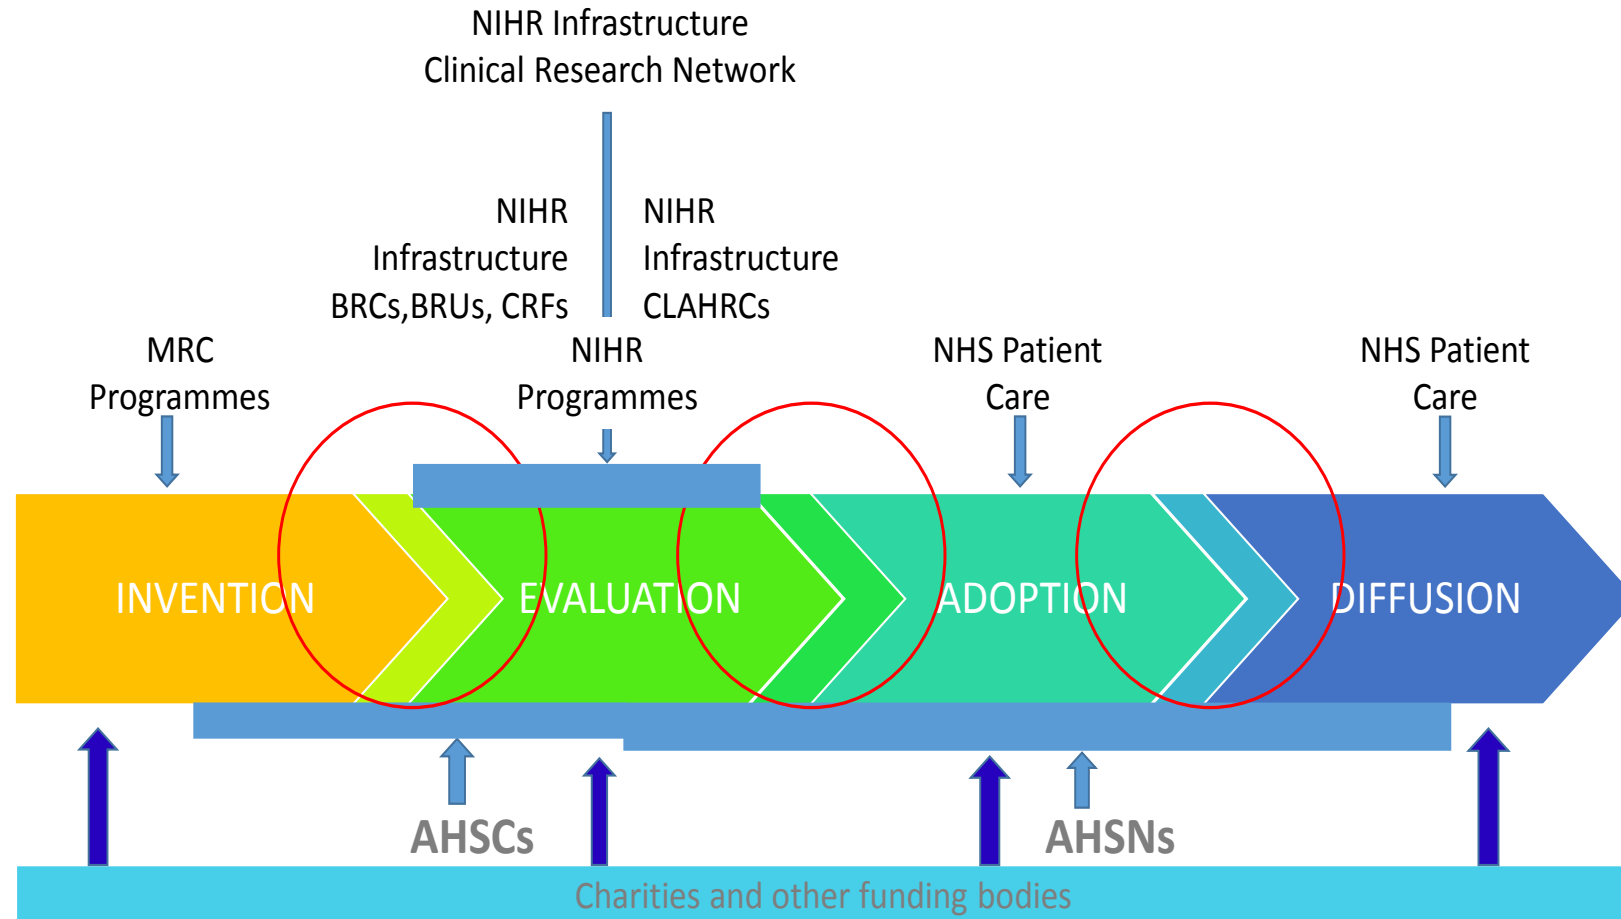 NIHR Infrastructure
Clinical Research Network
NIHR
Infrastructure
BRCs,BRUs, CRFs
NIHR
Infrastructure
CLAHRCs
MRC
Programmes
NIHR
Programmes
NHS Patient
Care
NHS Patient
Care
INVENTION
EVALUATION
ADOPTION
DIFFUSION
AHSCs
AHSNs
Charities and other funding bodies